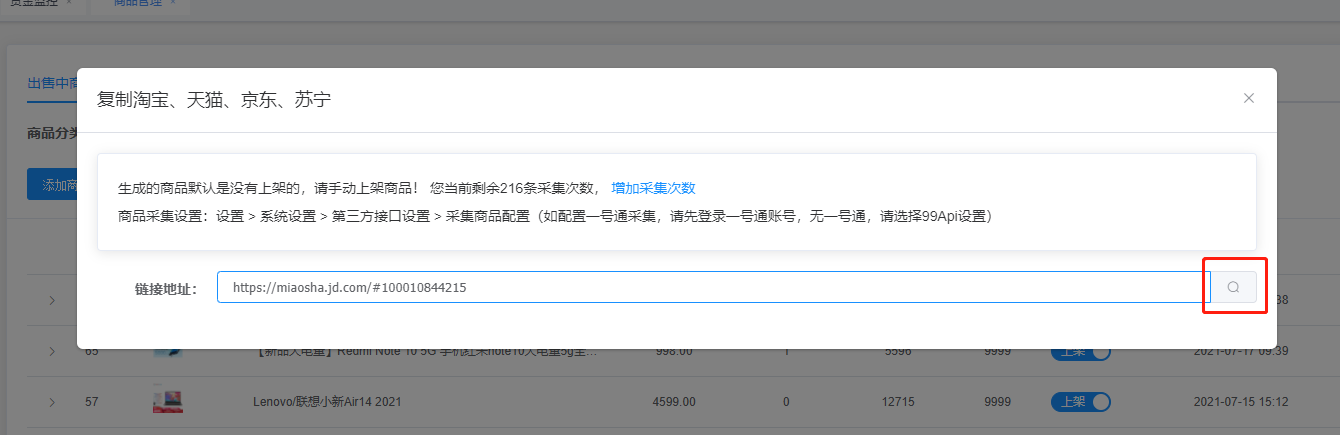 资金监控 ×
商品管理 ×
出售中商
复制淘宝、天猫、京东、苏宁
商品分类
生成的商品默认是没有上架的，请手动上架商品！ 您当前剩余216条采集次数， 增加采集次数
添加商
商品采集设置：设置 > 系统设置 > 第三方接口设置 > 采集商品配置（如配置一号通采集，请先登录一号通账号，无一号通，请选择99Api设置）
链接地址： https://miaosha.jd.com/#100010844215
38
65 【新品大电量】Redmi Note 10 5G 手机红米note10大电量5g全... 998.00 1 5596 9999 上架 2021-07-17 09:39
57 Lenovo/联想小新Air14 2021 4599.00 0 12715 9999 上架 2021-07-15 15:12